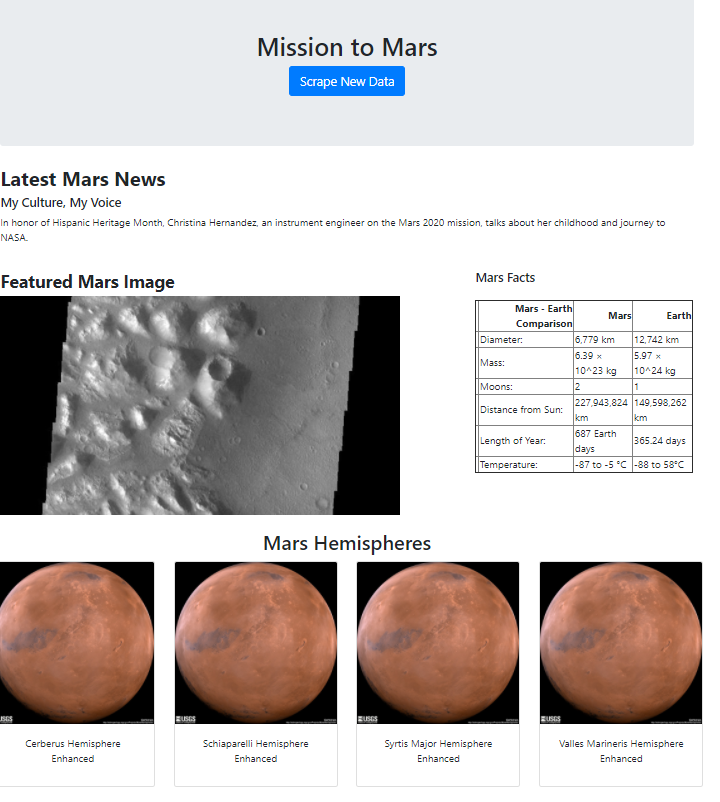 Mission to Mars
Scrape New Data
Latest Mars News
My Culture, My Voice
In honor of Hispanic Heritage Month, Christina Hernandez, an instrument engineer on the Mars 2020 mission, talks about her childhood and journey to
NASA.
Featured Mars Image
Mars Facts
Mars - Earth Comparison Mars Earth
Diameter: 6,779 km 12,742 km
Mass: 6.39 × 10^23 kg 5.97 × 10^24 kg
Moons: 2 1
Distance from Sun: 227,943,824 km 149,598,262 km
Length of Year: 687 Earth days 365.24 days
Temperature: -87 to -5 °C -88 to 58°C
Mars Hemispheres
USGS
USGS
USGS
USGS
Cerberus Hemisphere
Enhanced
Schiaparelli Hemisphere
Enhanced
Syrtis Major Hemisphere
Enhanced
Valles Marineris Hemisphere
Enhanced